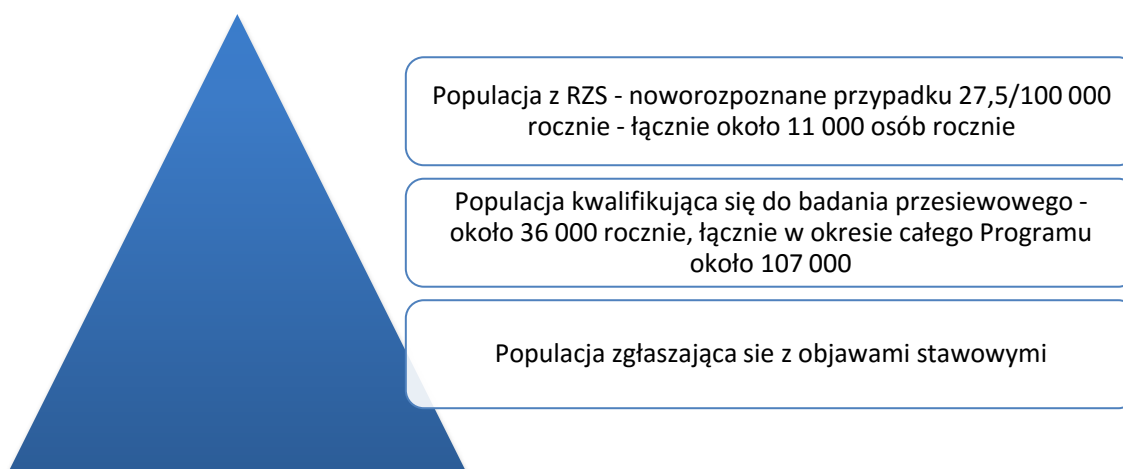 Populacja z RZS - noworozpoznane przypadku 27,5/100 000
rocznie - łącznie około 11 000 osób rocznie
Populacja kwalifikująca się do badania przesiewowego -
około 36 000 rocznie, łącznie w okresie całego Programu
około 107 000
Populacja zgłaszająca sie z objawami stawowymi